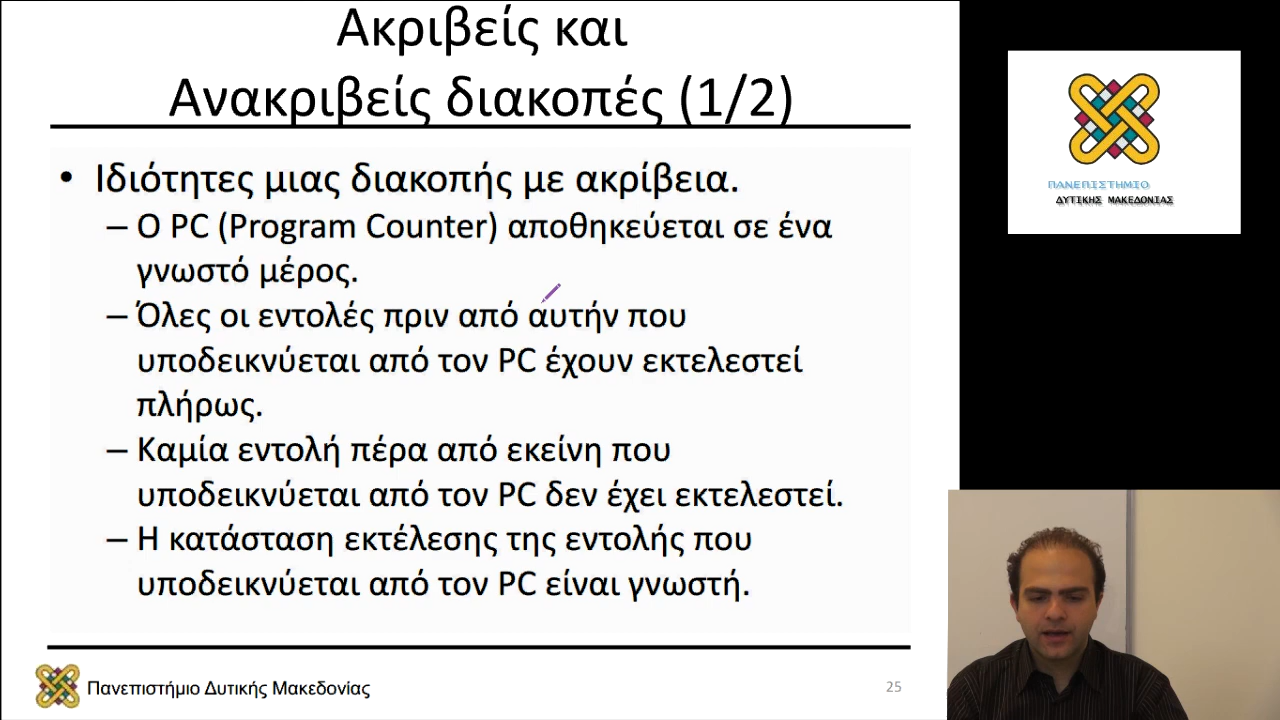 Ακριβείς και
Ανακριβείς διακοπές (1/2)
• Ιδιότητες μιας διακοπής με ακρίβεια.
– Ο PC (Program Counter) αποθηκεύεται σε ένα
γνωστό μέρος.
– Όλες οι εντολές πριν από αυτήν που
υποδεικνύεται από τον PC έχουν εκτελεστεί
πλήρως.
– Καμία εντολή πέρα από εκείνη που
υποδεικνύεται από τον PC δεν έχει εκτελεστεί.
– Η κατάσταση εκτέλεσης της εντολής που
υποδεικνύεται από τον PC είναι γνωστή.
Πανεπιστήμιο Δυτικής Μακεδονίας
25
ΠΑΝΕΠΙΣΤΗΜΙΟ
ΔΥΤΙΚΗΣ ΜΑΚΕΔΟΝΙΑΣ